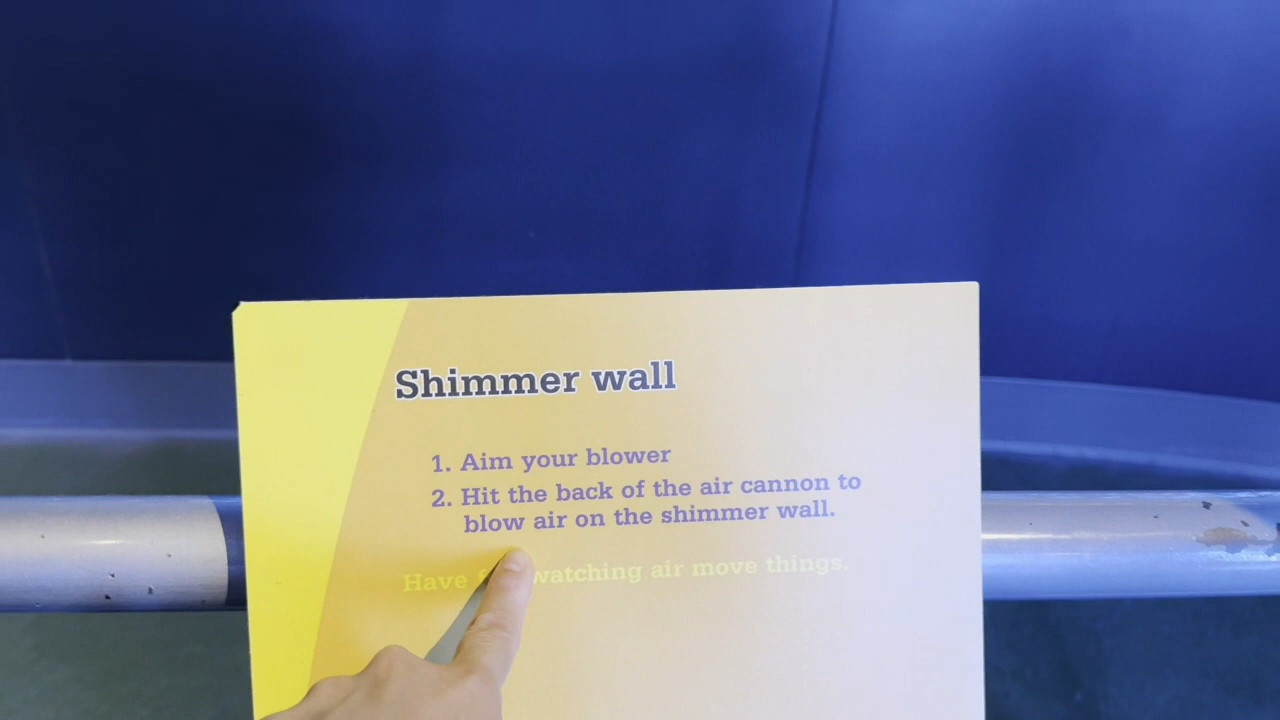 Shimmer wall
1. Aim your blower
2. Hit the back of the air cannon to
blow air on the shimmer wall.
Have watching air move things.